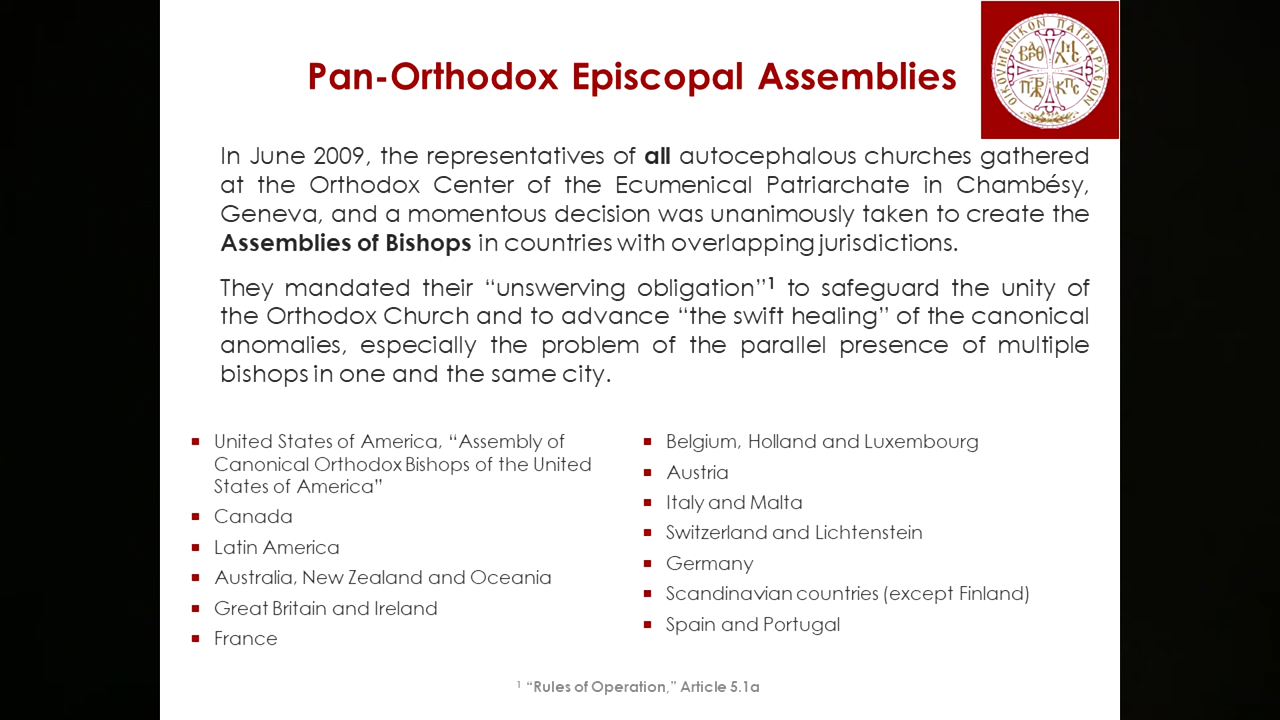 Pan-Orthodox Episcopal Assemblies
ΟΙΚΟΥΜΕΝΙΚΟΝ ΠΑΤΡΙΑΡΧΕΙΟΝ
In June 2009, the representatives of all autocephalous churches gathered
at the Orthodox Center of the Ecumenical Patriarchate in Chambésy,
Geneva, and a momentous decision was unanimously taken to create the
Assemblies of Bishops in countries with overlapping jurisdictions.
They mandated their “unswerving obligation”¹ to safeguard the unity of
the Orthodox Church and to advance “the swift healing” of the canonical
anomalies, especially the problem of the parallel presence of multiple
bishops in one and the same city.
▪ United States of America, “Assembly of
Canonical Orthodox Bishops of the United
States of America”
▪ Canada
▪ Latin America
▪ Australia, New Zealand and Oceania
▪ Great Britain and Ireland
▪ France
▪ Belgium, Holland and Luxembourg
▪ Austria
▪ Italy and Malta
▪ Switzerland and Lichtenstein
▪ Germany
▪ Scandinavian countries (except Finland)
▪ Spain and Portugal
¹ “Rules of Operation,” Article 5.1a